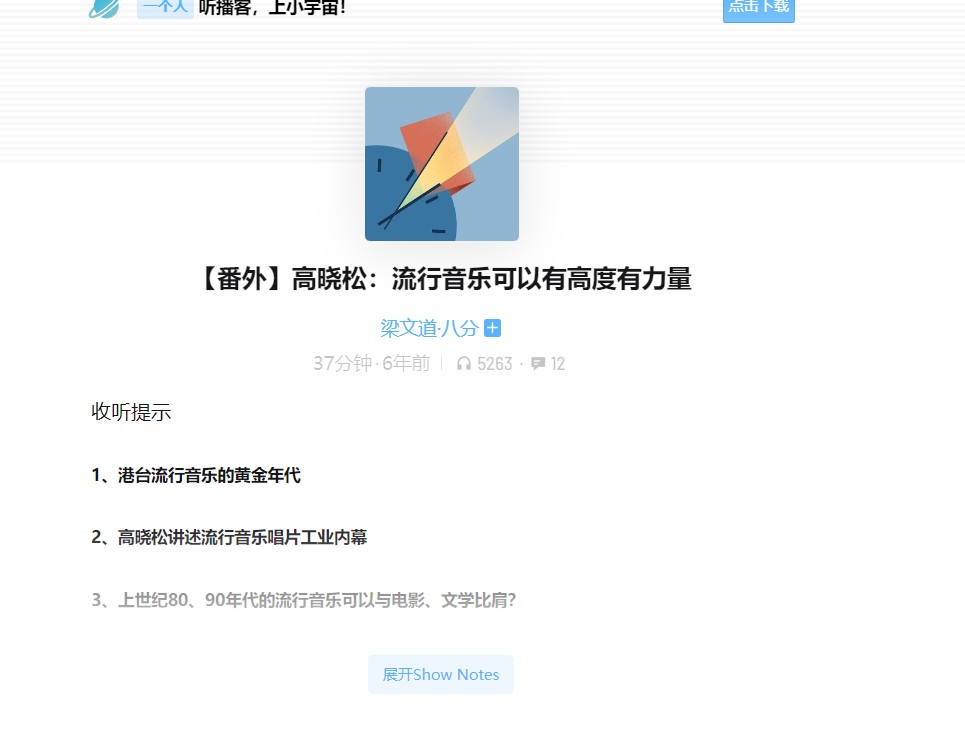 一个人 听播客，上小宇宙！ 点击下载
【番外】高晓松：流行音乐可以有高度有力量
梁文道·八分
37分钟·6年前 5263 · 12
收听提示
1、港台流行音乐的黄金年代
2、高晓松讲述流行音乐唱片工业内幕
3、上世纪80、90年代的流行音乐可以与电影、文学比肩？
展开Show Notes